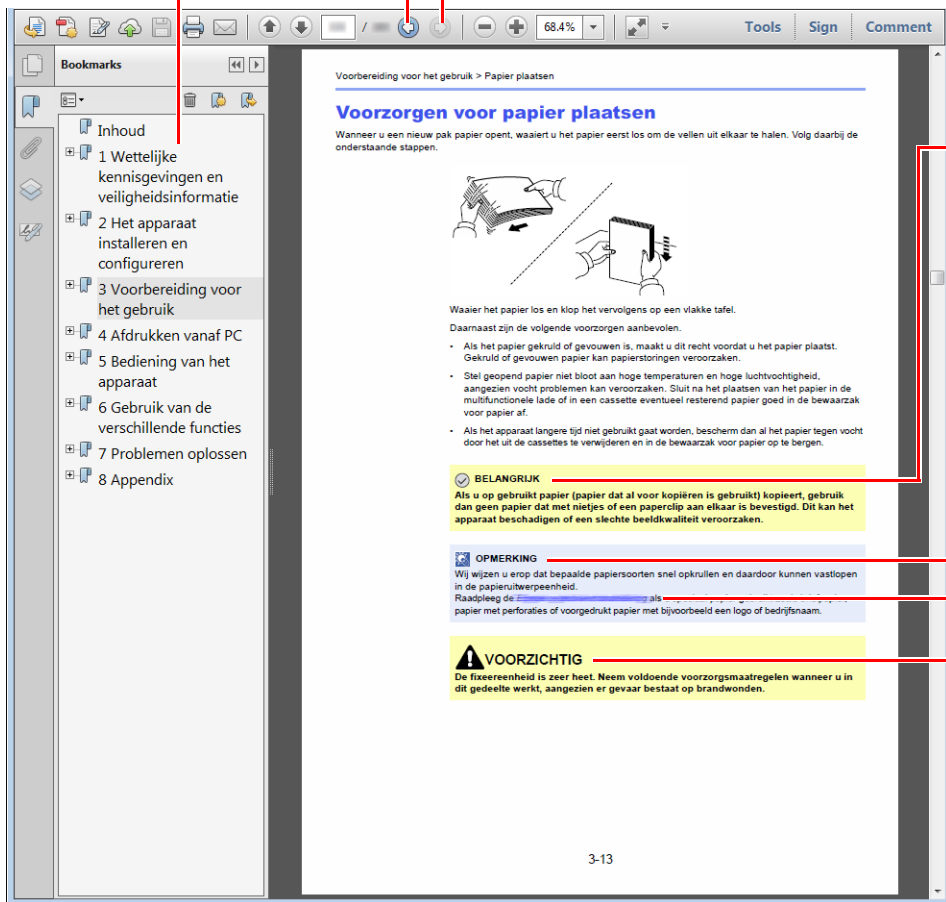 /
68.4%
Tools
Sign
Comment
Bookmarks
Inhoud
1 Wettelijke
kennisgevingen en
veiligheidsinformatie
2 Het apparaat
installeren en
configureren
3 Voorbereiding voor
het gebruik
4 Afdrukken vanaf PC
5 Bediening van het
apparaat
6 Gebruik van de
verschillende functies
7 Problemen oplossen
8 Appendix
Voorbereiding voor het gebruik > Papier plaatsen
Voorzorgen voor papier plaatsen
Wanneer u een nieuw pak papier opent, waaiert u het papier eerst los om de vellen uit elkaar te halen. Volg daarbij de
onderstaande stappen.
Waaier het papier los en klop het vervolgens op een vlakke tafel.
Daarnaast zijn de volgende voorzorgen aanbevolen.
• Als het papier gekruld of gevouwen is, maakt u dit recht voordat u het papier plaatst.
Gekruld of gevouwen papier kan papierstoringen veroorzaken.
• Stel geopend papier niet bloot aan hoge temperaturen en hoge luchtvochtigheid,
aangezien vocht problemen kan veroorzaken. Sluit na het plaatsen van het papier in de
multifunctionele lade of in een cassette eventueel resterend papier goed in de bewaarzak
voor papier af.
• Als het apparaat langere tijd niet gebruikt gaat worden, bescherm dan al het papier tegen vocht
door het uit de cassettes te verwijderen en in de bewaarzak voor papier op te bergen.
BELANGRIJK
Als u op gebruikt papier (papier dat al voor kopiëren is gebruikt) kopieert, gebruik
dan geen papier dat met nietjes of een paperclip aan elkaar is bevestigd. Dit kan het
apparaat beschadigen of een slechte beeldkwaliteit veroorzaken.
OPMERKING
Wij wijzen u erop dat bepaalde papiersoorten snel opkrullen en daardoor kunnen vastlopen
in de papieruitwerpeenheid.
Raadpleeg de als
papier met perforaties of voorgedrukt papier met bijvoorbeeld een logo of bedrijfsnaam.
VOORZICHTIG
De fixeereenheid is zeer heet. Neem voldoende voorzorgsmaatregelen wanneer u in
dit gedeelte werkt, aangezien er gevaar bestaat op brandwonden.
3-13